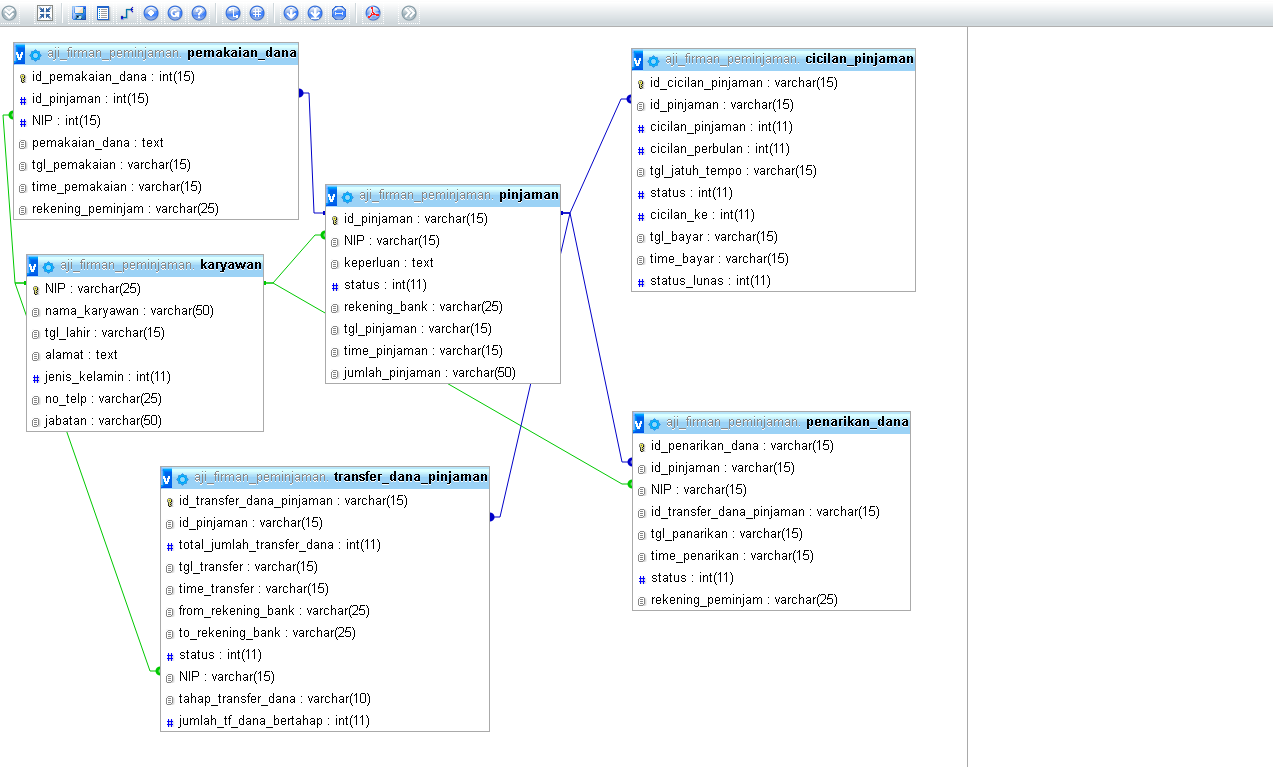 aji_firman_peminjaman. pemakaian_dana
id_pemakaian_dana : int(15)
id_pinjaman : int(15)
NIP : int(15)
pemakaian_dana : text
tgl_pemakaian : varchar(15)
time_pemakaian : varchar(15)
rekening_peminjam : varchar(25)
aji_firman_peminjaman. karyawan
NIP : varchar(25)
nama_karyawan : varchar(50)
tgl_lahir : varchar(15)
alamat : text
jenis_kelamin : int(11)
no_telp : varchar(25)
jabatan : varchar(50)
aji_firman_peminjaman. pinjaman
id_pinjaman : varchar(15)
NIP : varchar(15)
keperluan : text
status : int(11)
rekening_bank : varchar(25)
tgl_pinjaman : varchar(15)
time_pinjaman : varchar(15)
jumlah_pinjaman : varchar(50)
aji_firman_peminjaman. transfer_dana_pinjaman
id_transfer_dana_pinjaman : varchar(15)
id_pinjaman : varchar(15)
total_jumlah_transfer_dana : int(11)
tgl_transfer : varchar(15)
time_transfer : varchar(15)
from_rekening_bank : varchar(25)
to_rekening_bank : varchar(25)
status : int(11)
NIP : varchar(15)
tahap_transfer_dana : varchar(10)
jumlah_tf_dana_bertahap : int(11)
aji_firman_peminjaman. cicilan_pinjaman
id_cicilan_pinjaman : varchar(15)
id_pinjaman : varchar(15)
cicilan_pinjaman : int(11)
cicilan_perbulan : int(11)
tgl_jatuh_tempo : varchar(15)
status : int(11)
cicilan_ke : int(11)
tgl_bayar : varchar(15)
time_bayar : varchar(15)
status_lunas : int(11)
aji_firman_peminjaman. penarikan_dana
id_penarikan_dana : varchar(15)
id_pinjaman : varchar(15)
NIP : varchar(15)
id_transfer_dana_pinjaman : varchar(15)
tgl_panarikan : varchar(15)
time_penarikan : varchar(15)
status : int(11)
rekening_peminjam : varchar(25)